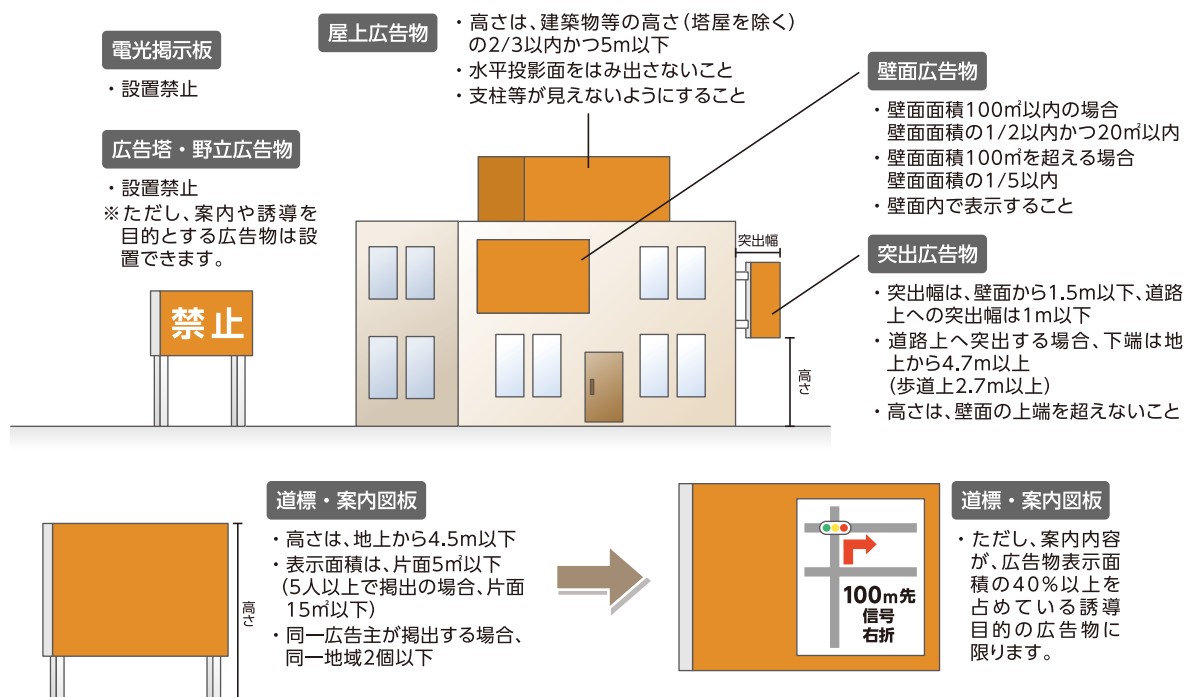 電光掲示板
・設置禁止
広告塔・野立広告物
・設置禁止
※ただし、案内や誘導を
目的とする広告物は設
置できます。
禁止
屋上広告物
・高さは、建築物等の高さ（塔屋を除く）
の2/3以内かつ5m以下
・水平投影面をはみ出さないこと
・支柱等が見えないようにすること
壁面広告物
・壁面面積100㎡以内の場合
壁面面積の1/2以内かつ20㎡以内
・壁面面積100㎡を超える場合
壁面面積の1/5以内
・壁面内で表示すること
突出幅
高さ
突出広告物
・突出幅は、壁面から1.5m以下、道路
上への突出幅は1m以下
・道路上へ突出する場合、下端は地
上から4.7m以上
（歩道上2.7m以上）
・高さは、壁面の上端を超えないこと
高さ
道標・案内図板
・高さは、地上から4.5m以下
・表示面積は、片面5㎡以下
（5人以上で掲出の場合、片面
15㎡以下）
・同一広告主が掲出する場合、
同一地域2個以下
100m先
信号
右折
道標・案内図板
・ただし、案内内容
が、広告物表示面
積の40％以上を
占めている誘導
目的の広告物に
限ります。